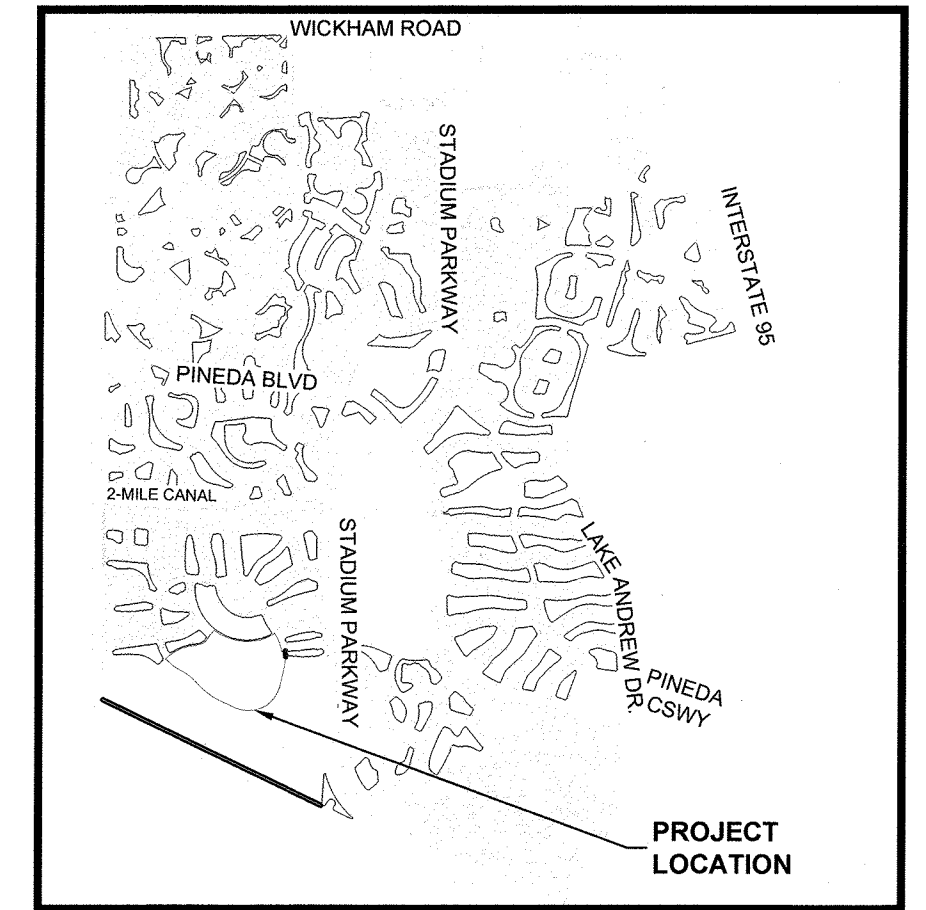 WICKHAM ROAD
STADIUM PARKWAY
INTERSTATE 95
PINEDA BLVD
2-MILE CANAL
STADIUM PARKWAY
LAKE ANDREW DR.
PINEDA
CSWY
PROJECT
LOCATION